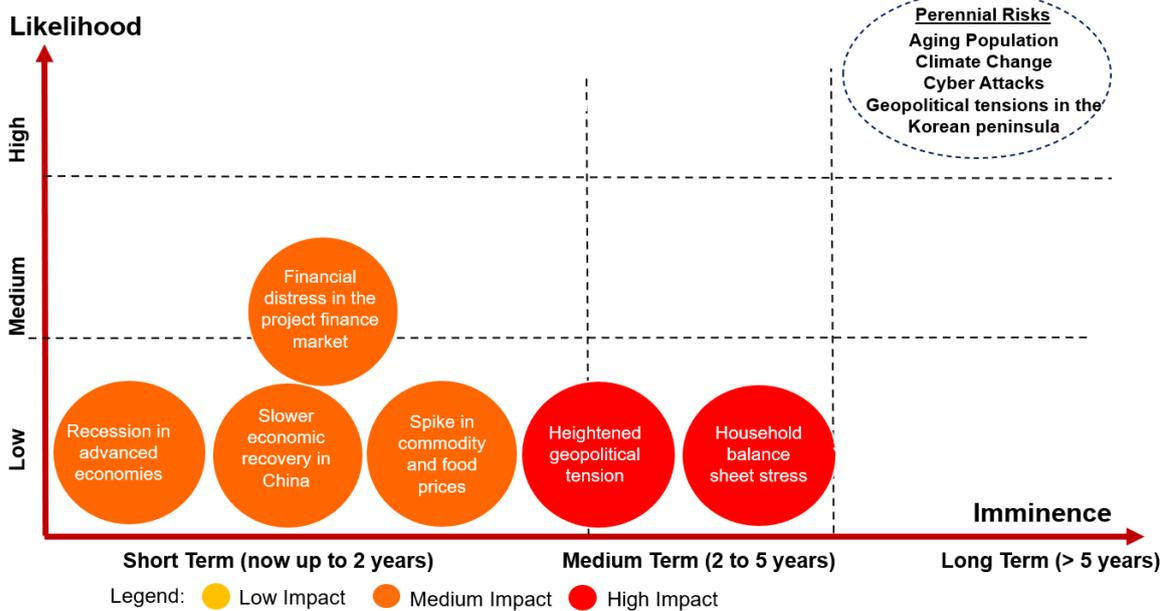 Likelihood
Perennial Risks
Aging Population
Climate Change
Cyber Attacks
Geopolitical tensions in the
Korean peninsula
High
Medium
Low
Financial
distress in the
project finance
market
Recession in
advanced
economies
Slower
economic
recovery in
China
Spike in
commodity
and food
prices
Heightened
geopolitical
tension
Household
balance
sheet stress
Imminence
Short Term (now up to 2 years)
Medium Term (2 to 5 years)
Long Term (> 5 years)
Legend:
Low Impact
Medium Impact
High Impact